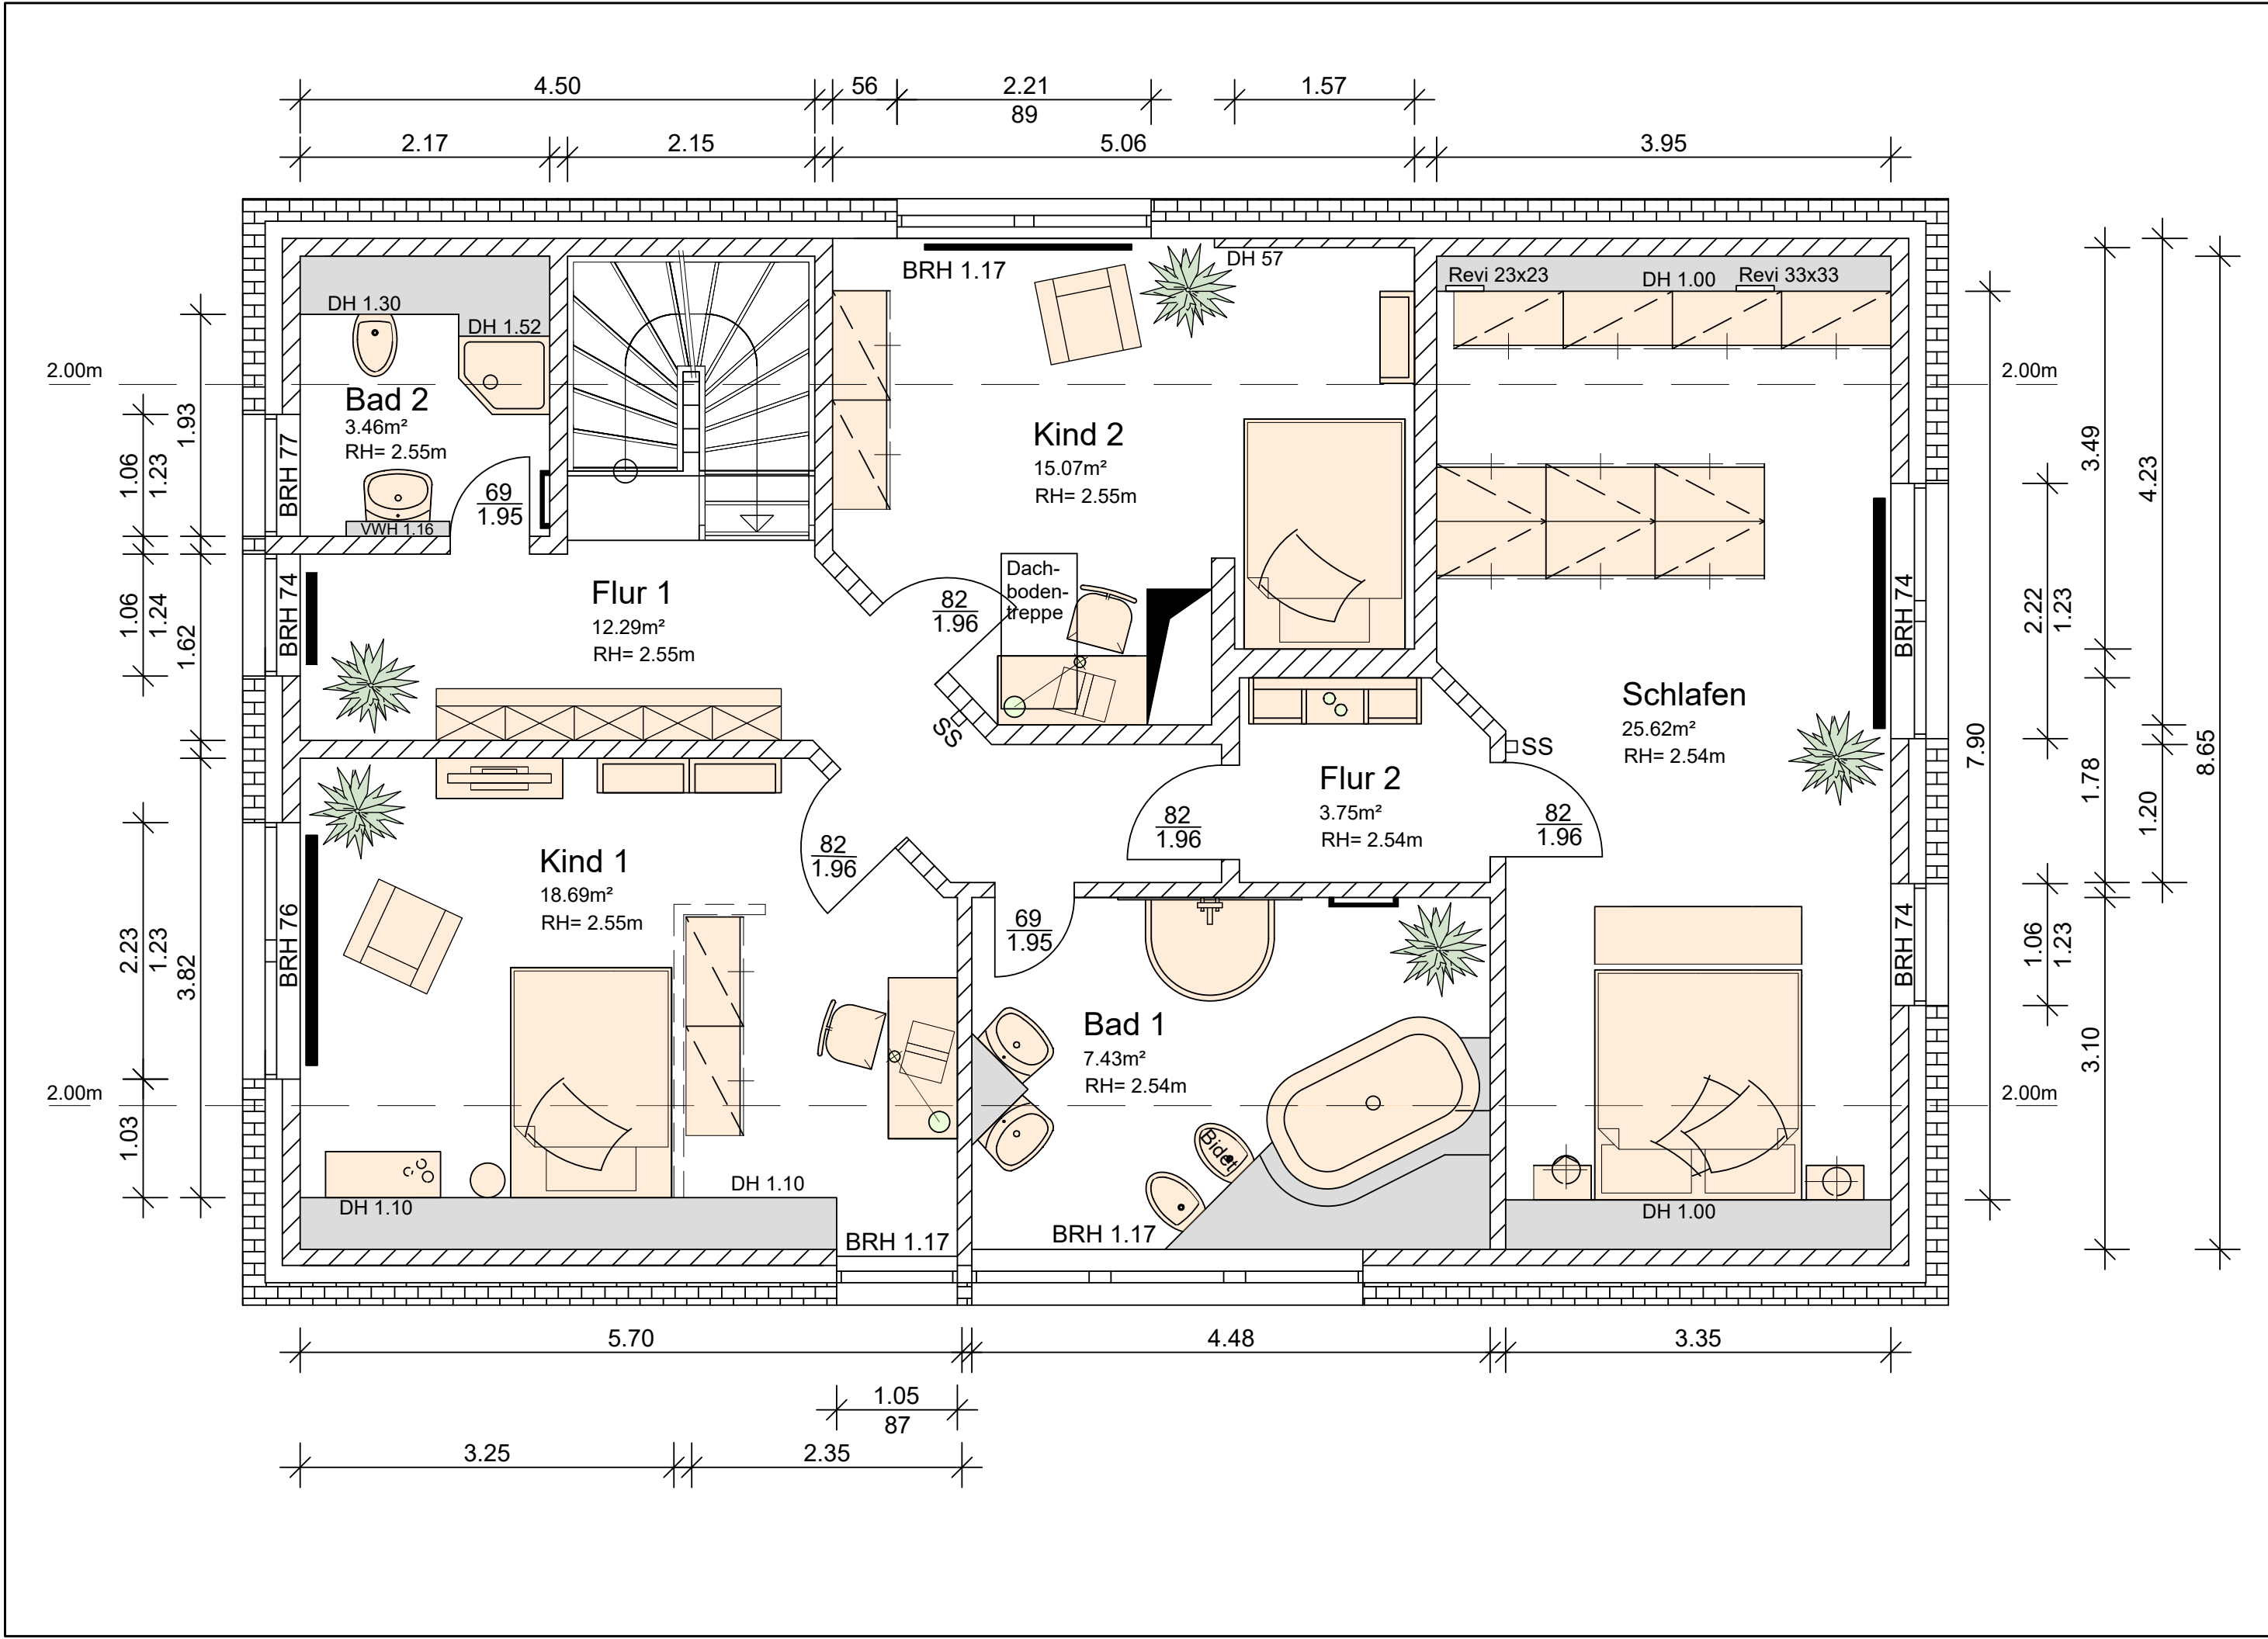 4.50
56
2.21
89
1.57
2.17
2.15
5.06
3.95
BRH 1.17
DH 57
Revi 23x23
DH 1.00
Revi 33x33
DH 1.30
DH 1.52
2.00m
2.00m
Bad 2
3.46m²
RH= 2.55m
VWH 1.16
69
1.95
BRH 77
1.06
1.23
1.93
Kind 2
15.07m²
RH= 2.55m
3.49
4.23
Dach-
boden-
treppe
82
1.96
Flur 1
12.29m²
RH= 2.55m
BRH 74
1.06
1.24
1.62
BRH 74
2.22
1.23
SS
Schlafen
25.62m²
RH= 2.54m
SS
7.90
8.65
Flur 2
3.75m²
RH= 2.54m
82
1.96
82
1.96
1.78
1.20
Kind 1
18.69m²
RH= 2.55m
82
1.96
BRH 76
2.23
1.23
3.82
69
1.95
BRH 74
1.06
1.23
Bad 1
7.43m²
RH= 2.54m
3.10
2.00m
2.00m
1.03
Bidet
DH 1.10
DH 1.10
BRH 1.17
BRH 1.17
DH 1.00
5.70
4.48
3.35
1.05
87
3.25
2.35